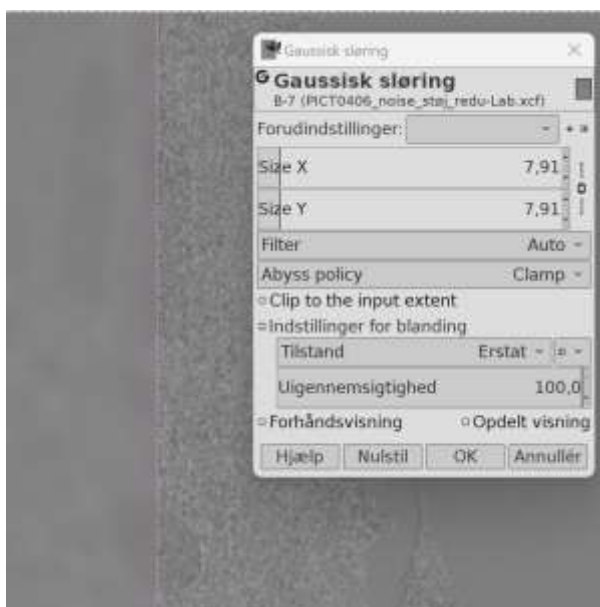 Gaussisk sløring
G Gaussisk sløring
B-7 (PICT0406_noise_støj_redu-Lab.xcf)
Forudindstillinger:
Size X 7,91
Size Y 7,91
Filter Auto
Abyss policy Clamp
Clip to the input extent
Indstillinger for blanding
Tilstand Erstat
Uigennemsigtighed 100,0
Forhåndsvisning Opdelt visning
Hjælp Nulstil OK Annullér